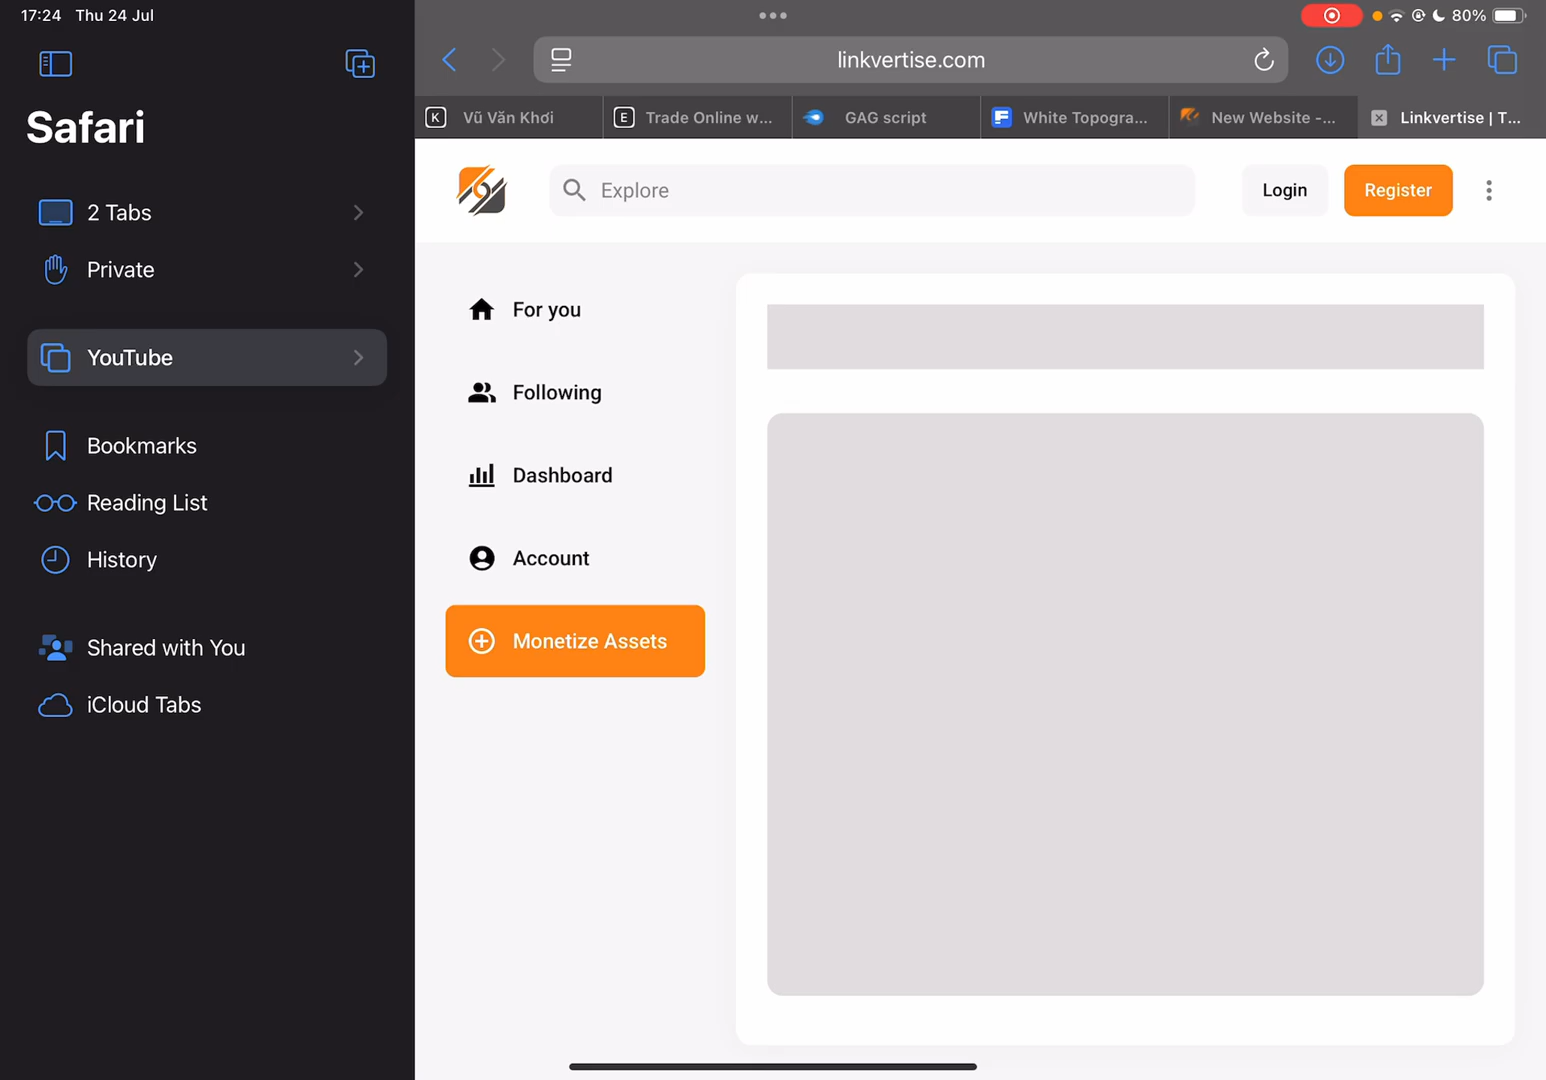 17:24 Thu 24 Jul
80%
Safari
2 Tabs
Private
YouTube
Bookmarks
Reading List
History
Shared with You
iCloud Tabs
linkvertise.com
K Vũ Văn Khơi
E Trade Online w...
GAG script
White Topogra...
New Website -...
Linkvertise | T...
Explore
Login
Register
For you
Following
Dashboard
Account
Monetize Assets